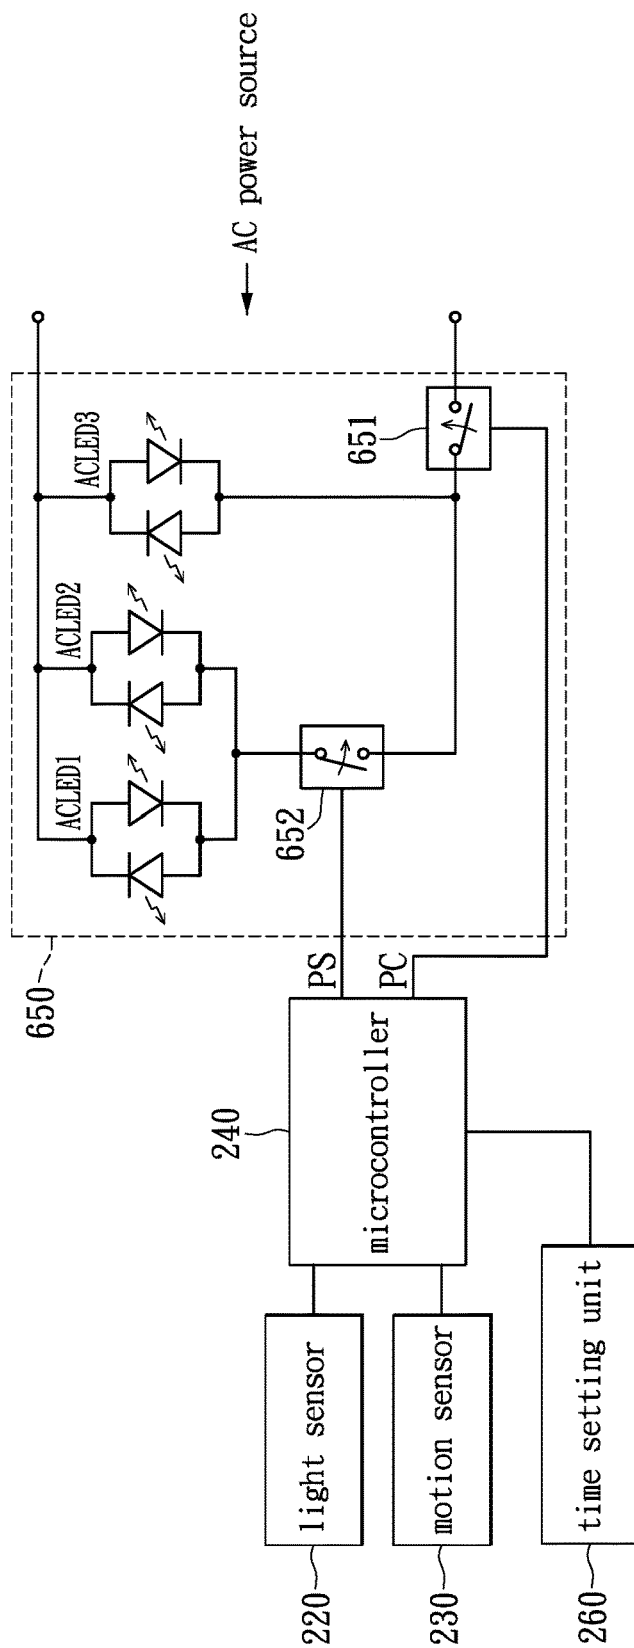 650
ACLED1
ACLED2
ACLED3
AC power source
652
651
PS
PC
240
microcontroller
220
light sensor
230
motion sensor
260
time setting unit